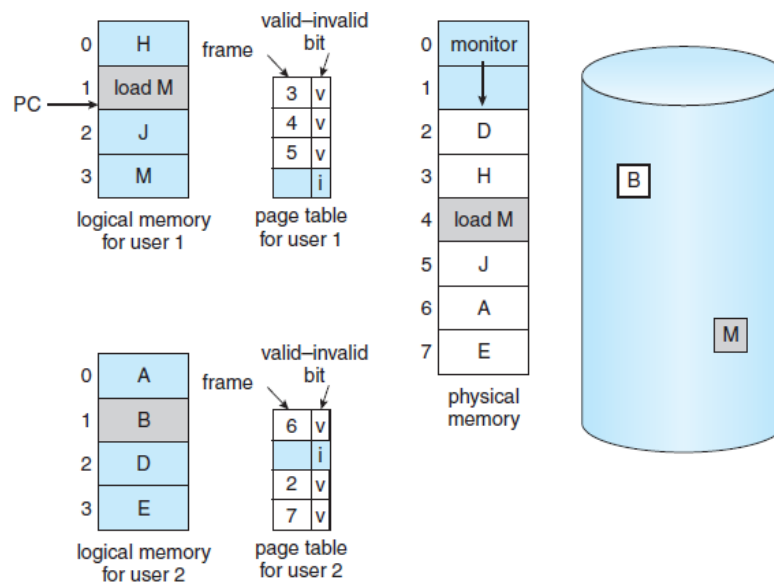 valid–invalid
frame bit
0 H
1 load M
PC
2 J
3 M
3 v
4 v
5 v
i
logical memory
for user 1
page table
for user 1
0 monitor
1
2 D
3 H
4 load M
5 J
6 A
7 E
physical
memory
B
M
valid–invalid
frame bit
0 A
1 B
2 D
3 E
6 v
i
2 v
7 v
logical memory
for user 2
page table
for user 2